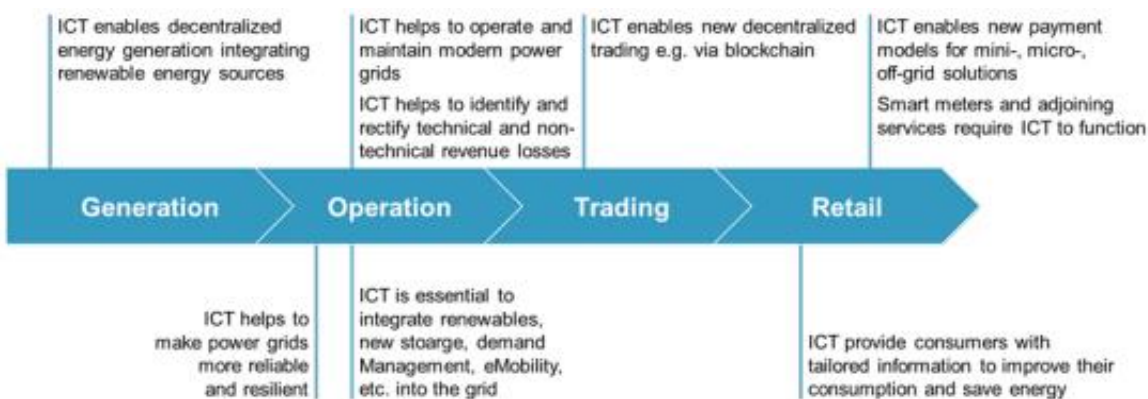 ICT enables decentralized
energy generation integrating
renewable energy sources
ICT helps to operate and
maintain modern power
grids
ICT helps to identify and
rectify technical and non-
technical revenue losses
ICT enables new decentralized
trading e.g. via blockchain
ICT enables new payment
models for mini-, micro-,
off-grid solutions
Smart meters and adjoining
services require ICT to function
Generation
Operation
Trading
Retail
ICT helps to
make power grids
more reliable
and resilient
ICT is essential to
integrate renewables,
new stoarge, demand
Management, eMobility,
etc. into the grid
ICT provide consumers with
tailored information to improve their
consumption and save energy